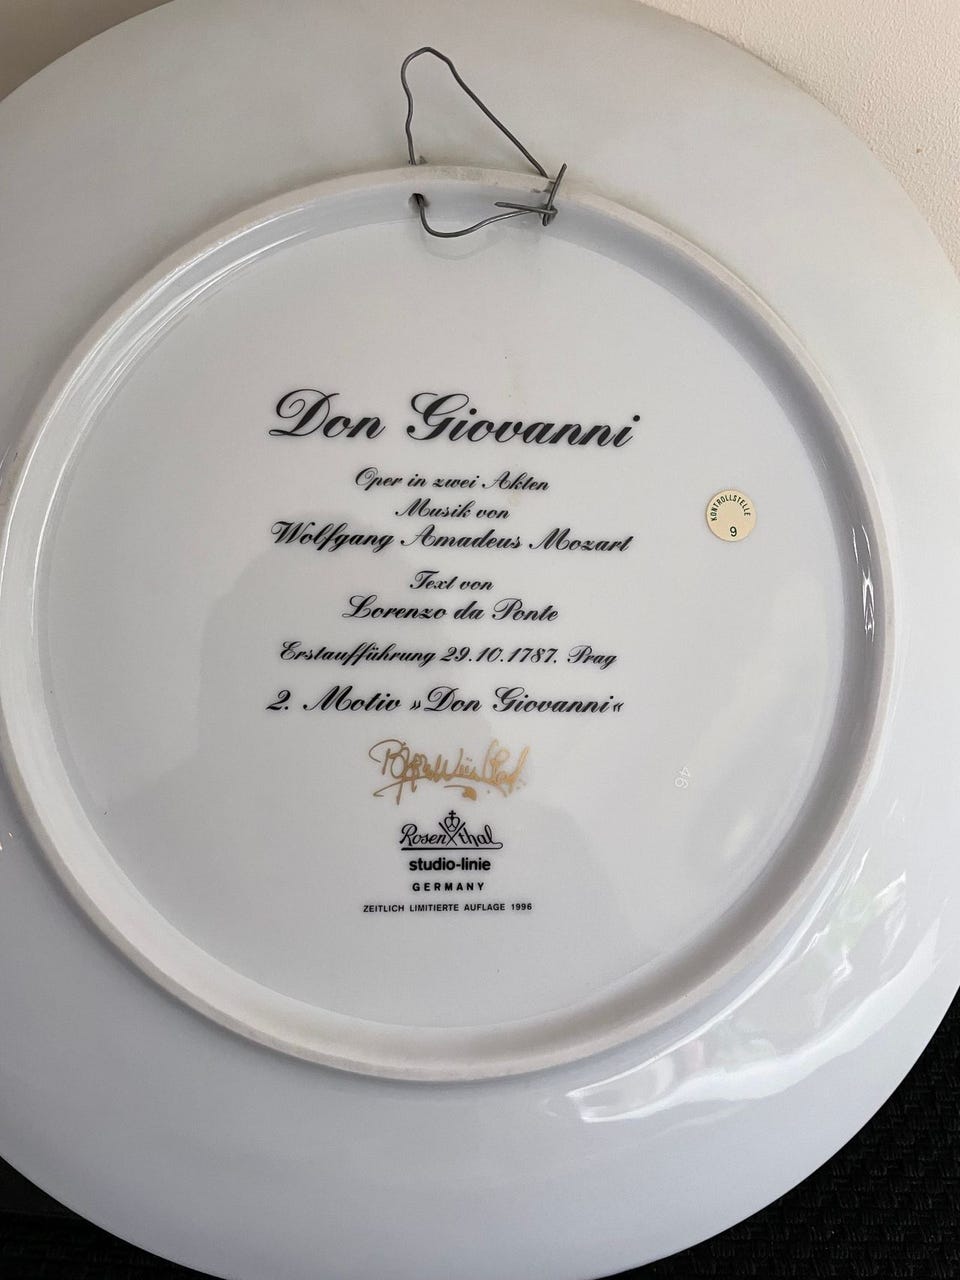 Don Giovanni
Oper in zwei Akten
Musik von
Wolfgang Amadeus Mozart
Text von
Lorenzo da Ponte
Erstaufführung 29.10.1787. Prag
2. Motiv »Don Giovanni«
Rosenthal
studio-linie
GERMANY
ZEITLICH LIMITIERTE AUFLAGE 1996
KONTROLLSTELLE
9
46